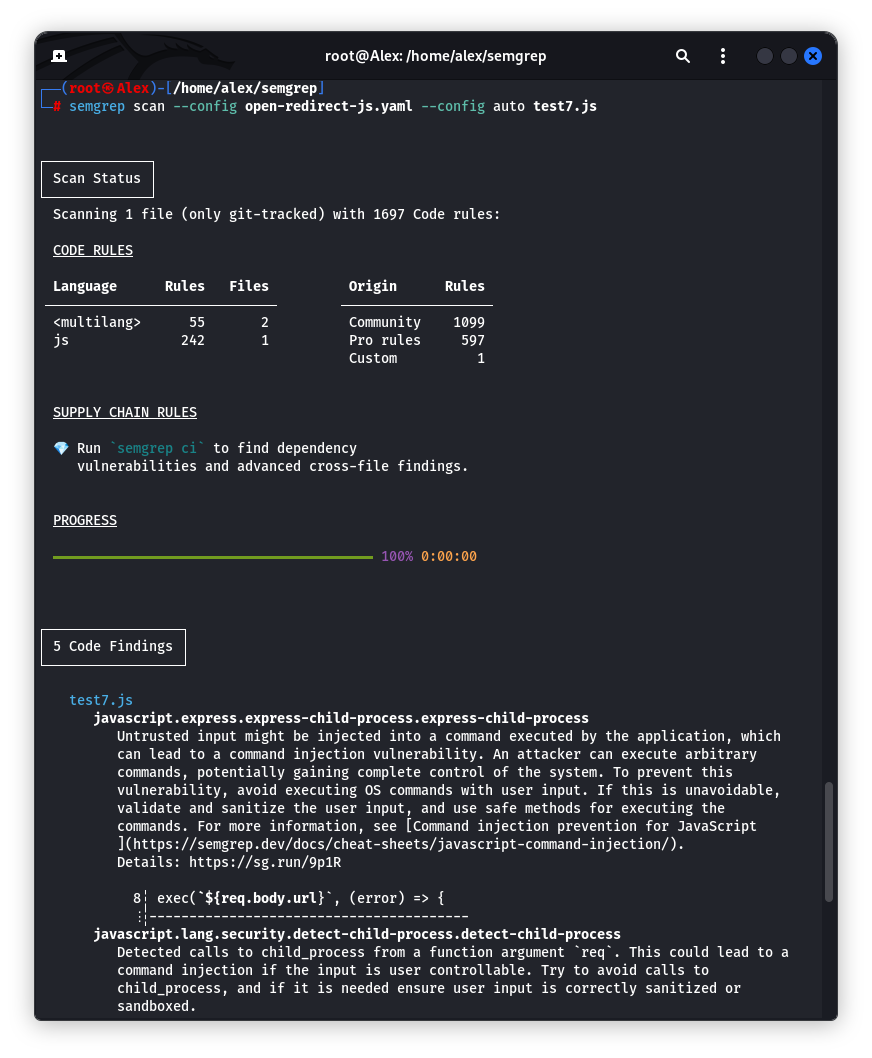 root@Alex: /home/alex/semgrep
(root㉿Alex)-[/home/alex/semgrep]
# semgrep scan --config open-redirect-js.yaml --config auto test7.js
Scan Status
Scanning 1 file (only git-tracked) with 1697 Code rules:
CODE RULES
Language Rules Files Origin Rules
<multilang> 55 2 Community 1099
js 242 1 Pro rules 597
Custom 1
SUPPLY CHAIN RULES
💎 Run `semgrep ci` to find dependency
vulnerabilities and advanced cross-file findings.
PROGRESS
100% 0:00:00
5 Code Findings
test7.js
javascript.express.express-child-process.express-child-process
Untrusted input might be injected into a command executed by the application, which
can lead to a command injection vulnerability. An attacker can execute arbitrary
commands, potentially gaining complete control of the system. To prevent this
vulnerability, avoid executing OS commands with user input. If this is unavoidable,
validate and sanitize the user input, and use safe methods for executing the
commands. For more information, see [Command injection prevention for JavaScript
](https://semgrep.dev/docs/cheat-sheets/javascript-command-injection/).
Details: https://sg.run/9p1R
8┆ exec(`${req.body.url}`, (error) => {
⋮┆----------------------------------------
javascript.lang.security.detect-child-process.detect-child-process
Detected calls to child_process from a function argument `req`. This could lead to a
command injection if the input is user controllable. Try to avoid calls to
child_process, and if it is needed ensure user input is correctly sanitized or
sandboxed.